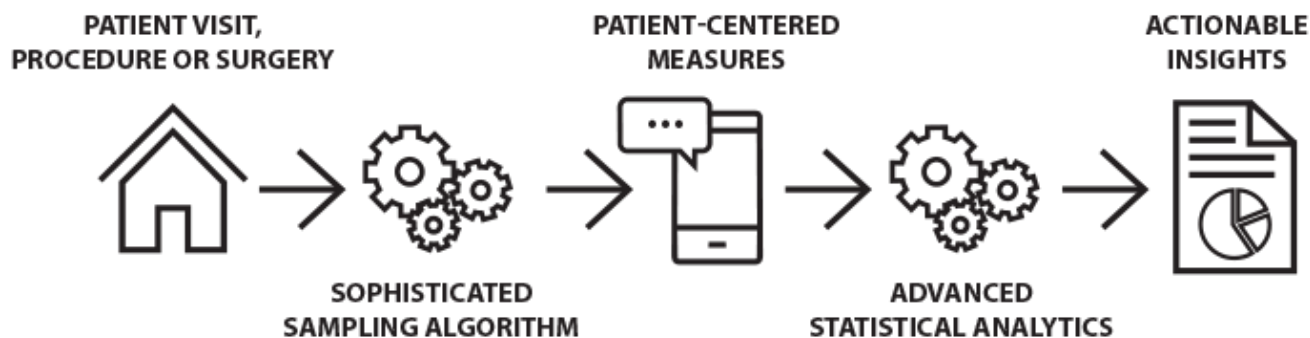 PATIENT VISIT,
PROCEDURE OR SURGERY
SOPHISTICATED
SAMPLING ALGORITHM
PATIENT-CENTERED
MEASURES
ADVANCED
STATISTICAL ANALYTICS
ACTIONABLE
INSIGHTS